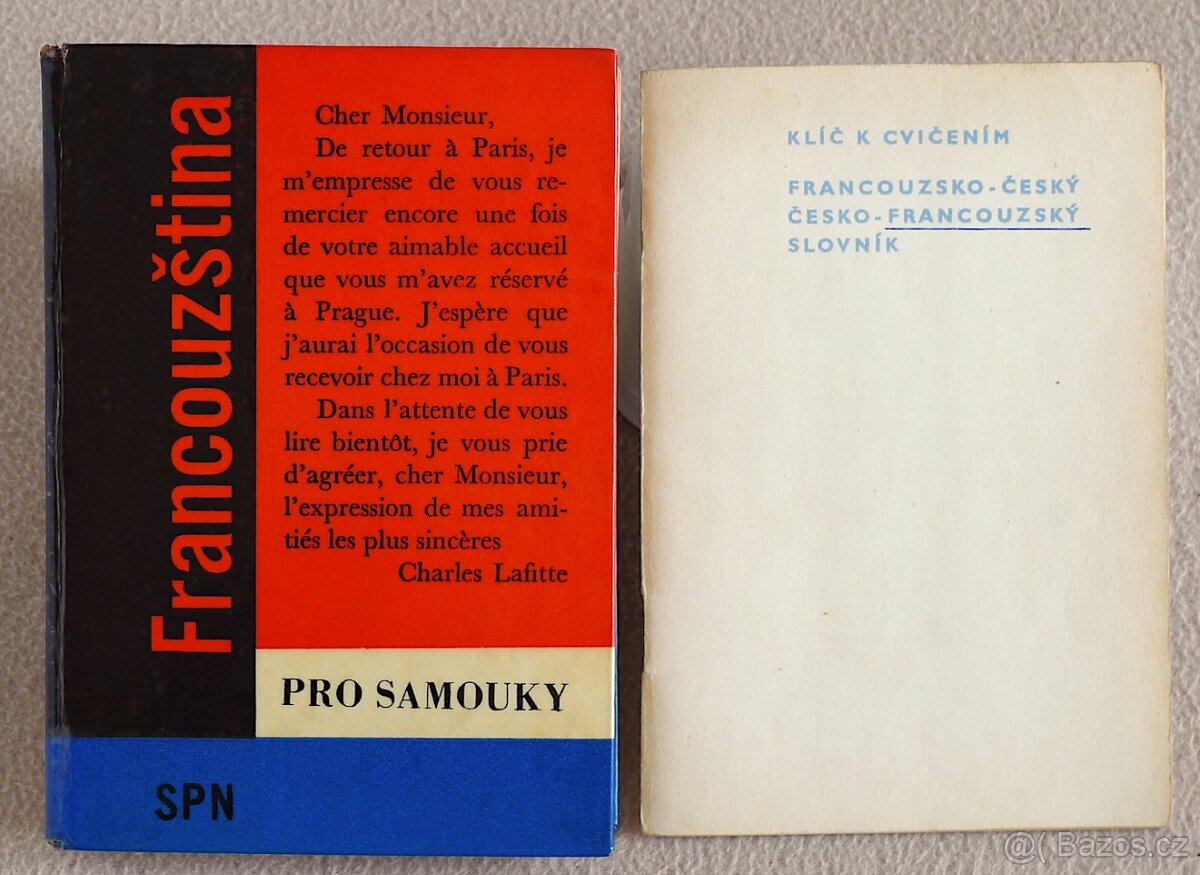 Francouzština
Cher Monsieur,
De retour à Paris, je
m'empresse de vous re-
mercier encore une fois
de votre aimable accueil
que vous m'avez réservé
à Prague. J'espère que
j'aurai l'occasion de vous
recevoir chez moi à Paris.
Dans l'attente de vous
lire bientôt, je vous prie
d'agréer, cher Monsieur,
l'expression de mes ami-
tiés les plus sincères
Charles Lafitte
PRO SAMOUKY
SPN
KLÍČ K CVIČENÍM
FRANCOUZSKO-ČESKÝ
ČESKO-FRANCOUZSKÝ
SLOVNÍK
@( Bazos.cz